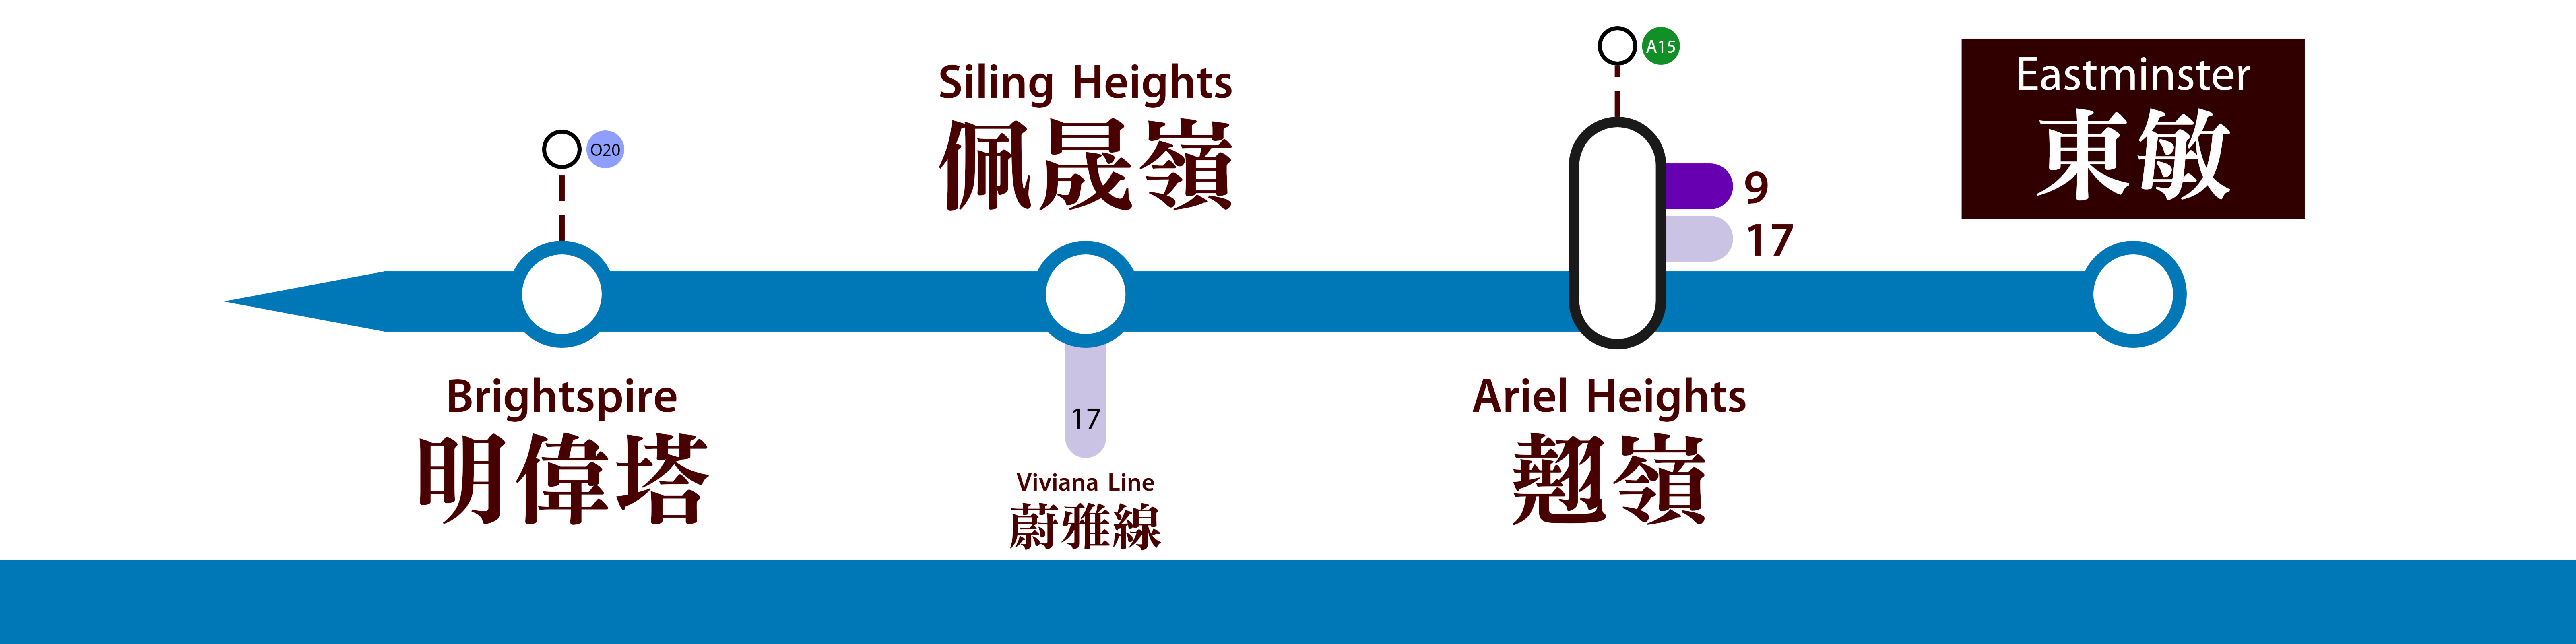 O20
Brightspire
明偉塔
Siling Heights
佩晟嶺
17
Viviana Line
蔚雅線
A15
9
17
Ariel Heights
翹嶺
Eastminster
東敏